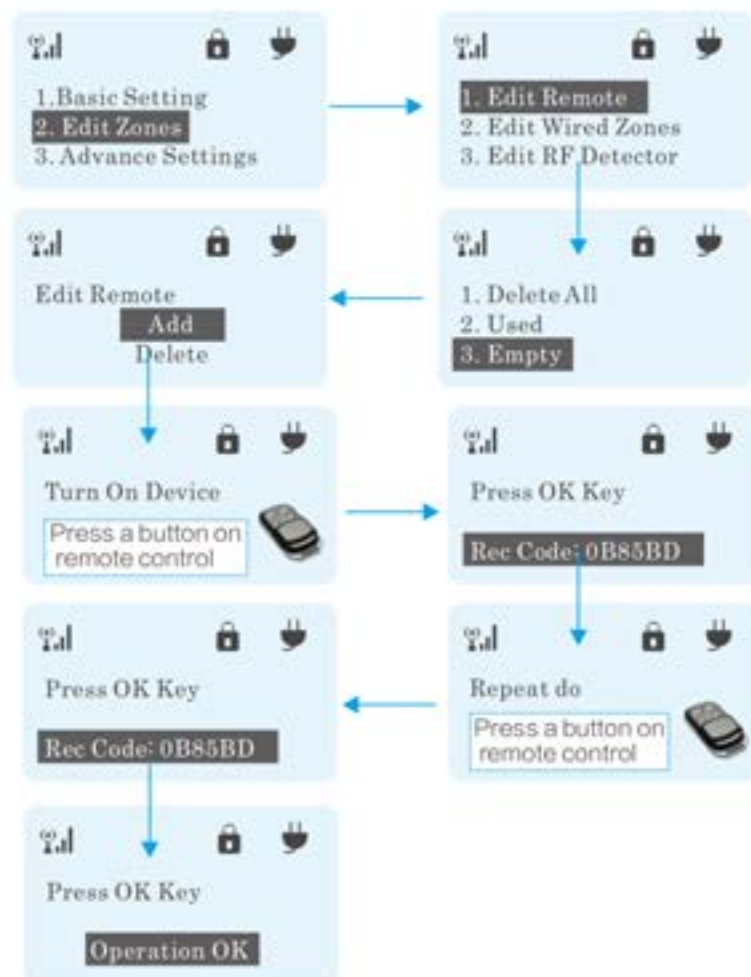 1.Basic Setting
2. Edit Zones
3. Advance Settings
1. Edit Remote
2. Edit Wired Zones
3. Edit RF Detector
1. Delete All
2. Used
3. Empty
Edit Remote
Add
Delete
Turn On Device
Press a button on
remote control
Press OK Key
Rec Code: 0B85BD
Repeat do
Press a button on
remote control
Press OK Key
Rec Code: 0B85BD
Press OK Key
Operation OK